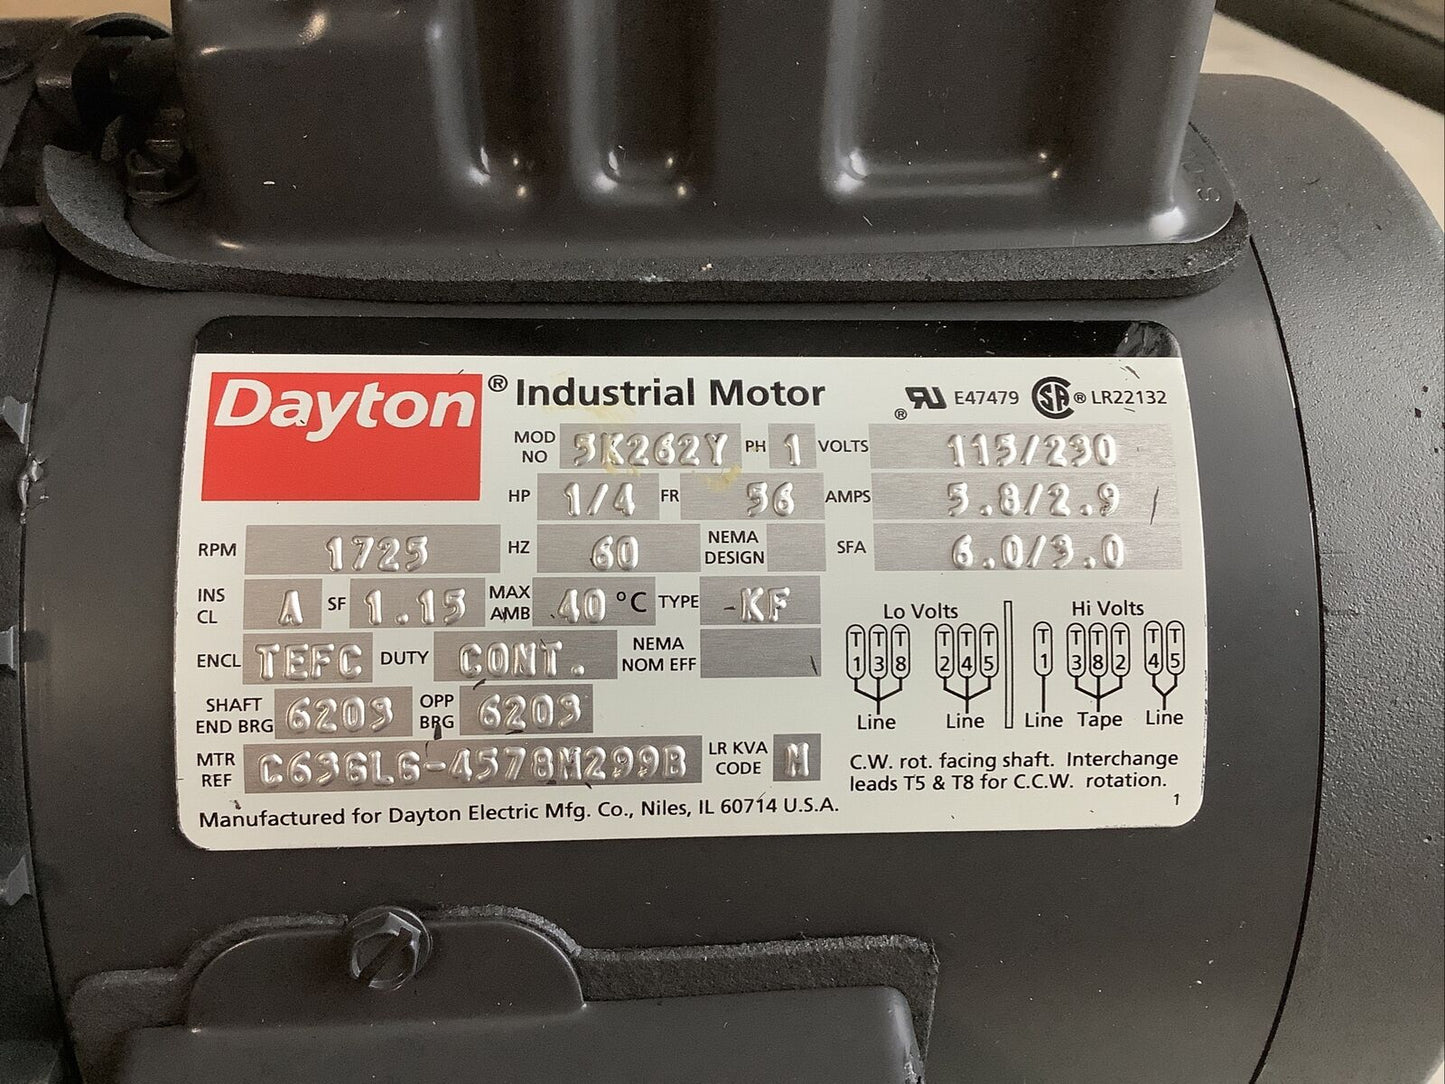 Dayton® Industrial Motor
® UR E47479 SA ® LR22132
MOD NO 5K262Y PH 1 VOLTS 115/230
HP 1/4 FR 56 AMPS 5.8/2.9
RPM 1725 HZ 60 NEMA DESIGN SFA 6.0/3.0
INS CL A SF 1.15 MAX AMB 40 °C TYPE KF
ENCL TEFC DUTY CONT. NEMA NOM EFF
SHAFT END BRG 6203 OPP BRG 6203
MTR REF C63GLG-4578M299B LR KVA CODE M
Manufactured for Dayton Electric Mfg. Co., Niles, IL 60714 U.S.A.
Lo Volts Hi Volts
T1 T3 T8 T2 T4 T5 T1 T3 T8 T2 T4 T5
Line Line Line Tape Line
C.W. rot. facing shaft. Interchange
leads T5 & T8 for C.C.W. rotation.
1